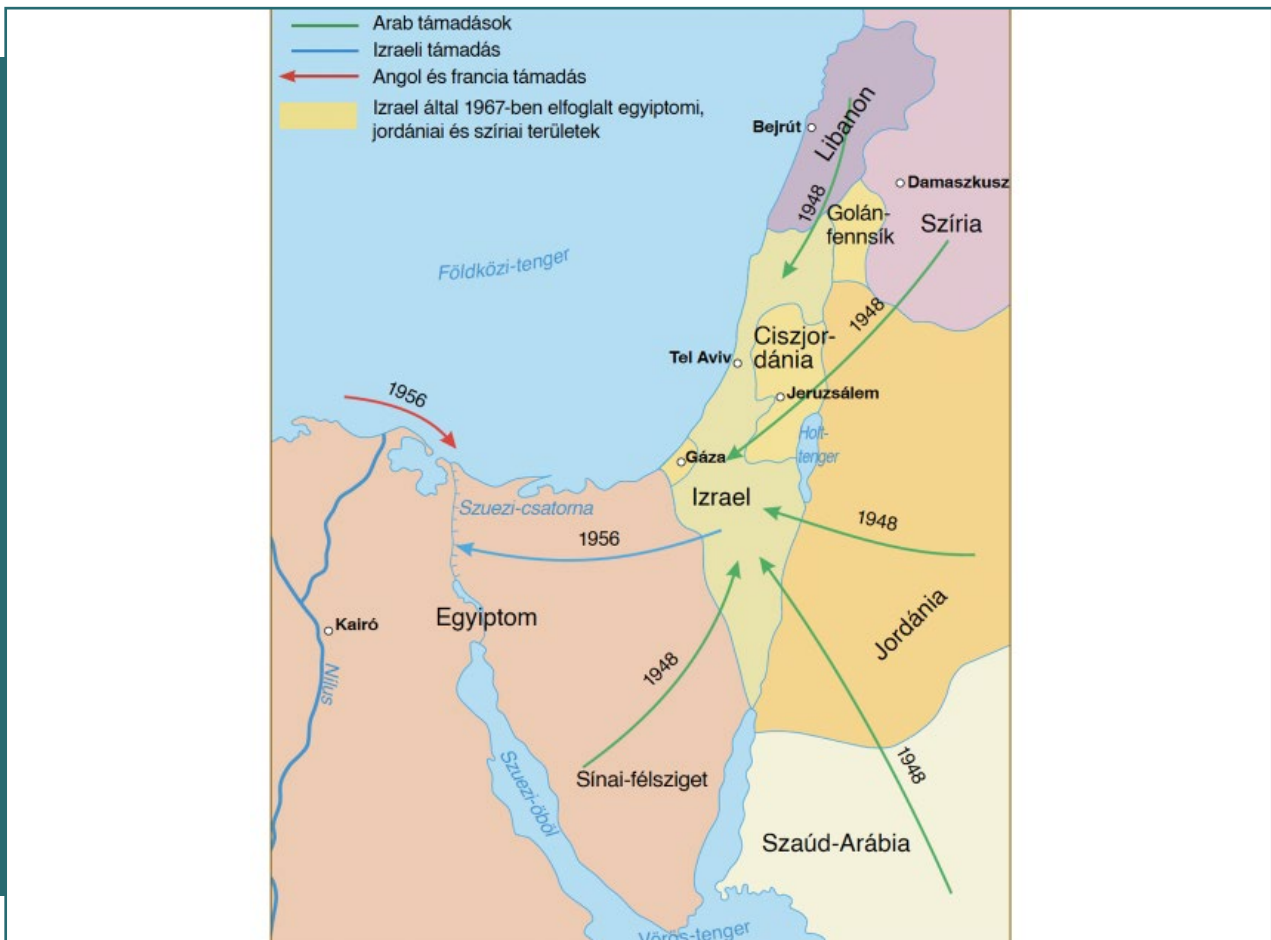 Arab támadások
Izraeli támadás
Angol és francia támadás
Izrael által 1967-ben elfoglalt egyiptomi,
jordániai és szíriai területek
Bejrút
Libanon
Damaszkusz
1948
Golán-
fennsík
Szíria
Földközi-tenger
1948
Ciszjor-
dánia
Tel Aviv
Jeruzsálem
1956
Holt-
tenger
Gáza
Izrael
Szuezi-csatorna
1948
1956
Egyiptom
Kairó
Jordánia
1948
Nílus
Szuezi-öböl
Sínai-félsziget
1948
Szaúd-Arábia
Vörös-tenger